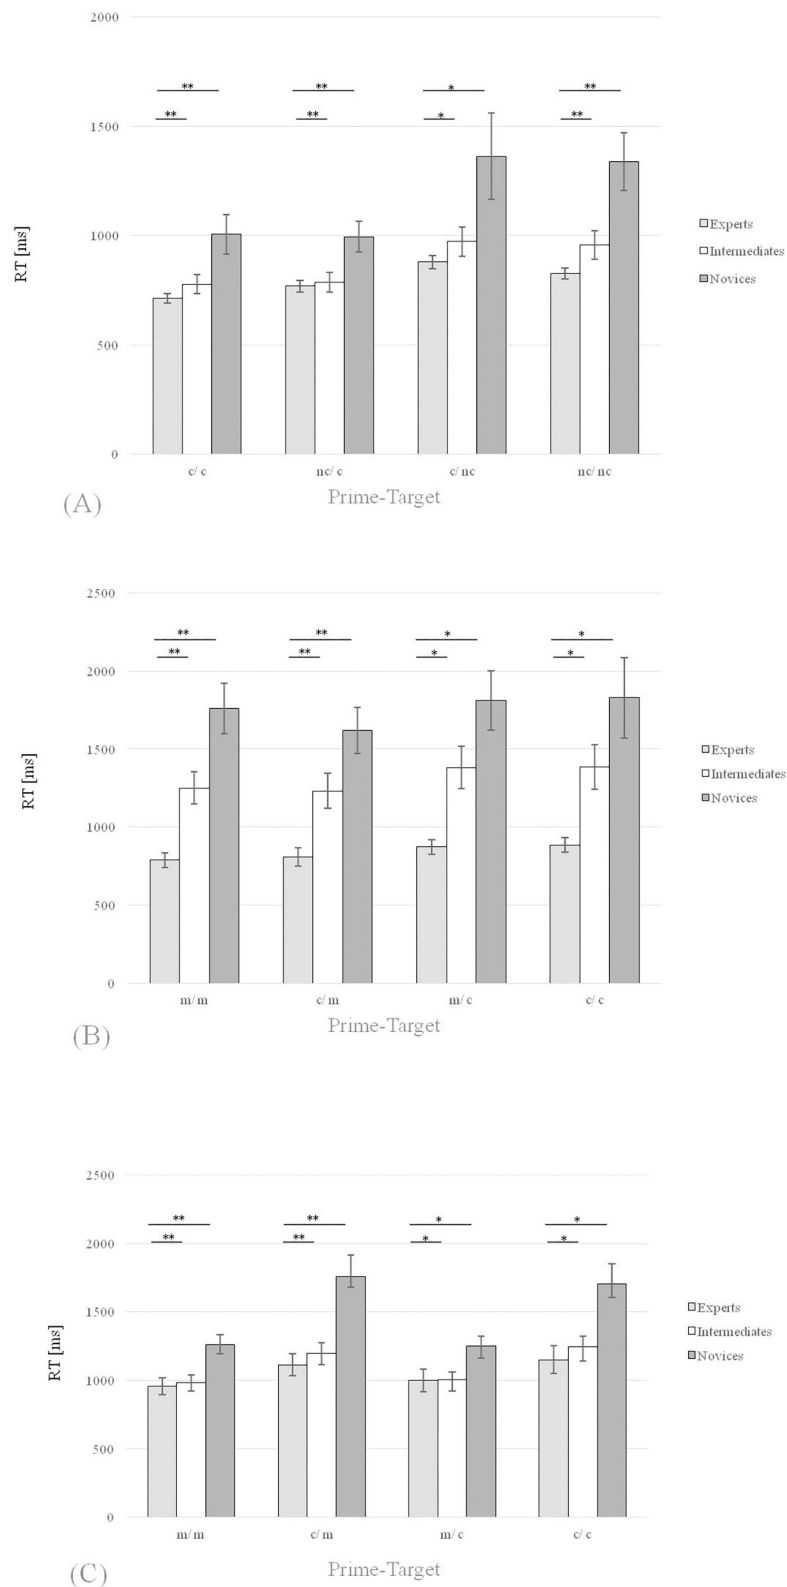 2000
** ** * **
** ** * **
1500
1000
500
0
RT [ms]
Experts
Intermediates
Novices
c/ c nc/ c c/ nc nc/ nc
Prime-Target
(A)
2500
** ** * *
** ** * *
2000
1500
1000
500
0
RT [ms]
Experts
Intermediates
Novices
m/ m c/ m m/ c c/ c
Prime-Target
(B)
2500
** ** * *
** ** * *
2000
1500
1000
500
0
RT [ms]
Experts
Intermediates
Novices
m/ m c/ m m/ c c/ c
Prime-Target
(C)